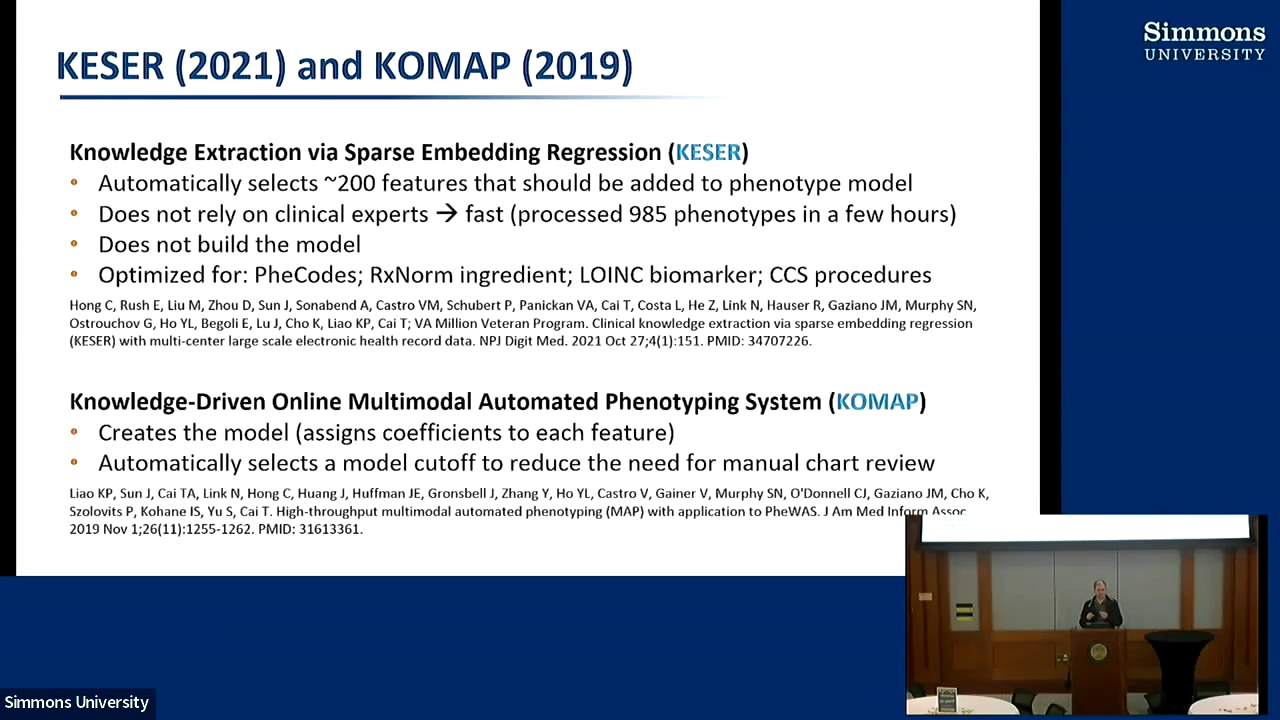 KESER (2021) and KOMAP (2019)
Simmons
UNIVERSITY
Knowledge Extraction via Sparse Embedding Regression (KESER)
• Automatically selects ~200 features that should be added to phenotype model
• Does not rely on clinical experts → fast (processed 985 phenotypes in a few hours)
• Does not build the model
• Optimized for: PheCodes; RxNorm ingredient; LOINC biomarker; CCS procedures
Hong C, Rush E, Liu M, Zhou D, Sun J, Sonabend A, Castro VM, Schubert P, Panickan VA, Cai T, Costa L, He Z, Link N, Hauser R, Gaziano JM, Murphy SN,
Ostrouchov G, Ho YL, Begoli E, Lu J, Cho K, Liao KP, Cai T; VA Million Veteran Program. Clinical knowledge extraction via sparse embedding regression
(KESER) with multi-center large scale electronic health record data. NPJ Digit Med. 2021 Oct 27;4(1):151. PMID: 34707226.
Knowledge-Driven Online Multimodal Automated Phenotyping System (KOMAP)
• Creates the model (assigns coefficients to each feature)
• Automatically selects a model cutoff to reduce the need for manual chart review
Liao KP, Sun J, Cai TA, Link N, Hong C, Huang J, Huffman JE, Gronsbell J, Zhang Y, Ho YL, Castro V, Gainer V, Murphy SN, O'Donnell CJ, Gaziano JM, Cho K,
Szolovits P, Kohane IS, Yu S, Cai T. High-throughput multimodal automated phenotyping (MAP) with application to PheWAS. J Am Med Inform Assoc
2019 Nov 1;26(11):1255-1262. PMID: 31613361.
Simmons University